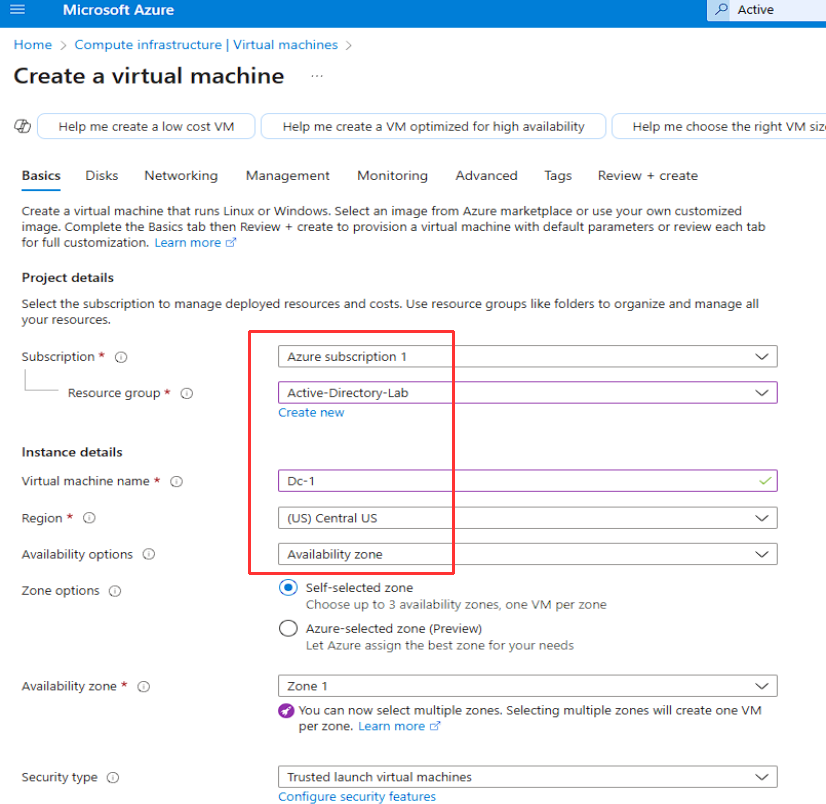 Microsoft Azure
Active
Home > Compute infrastructure | Virtual machines >
Create a virtual machine ...
Help me create a low cost VM
Help me create a VM optimized for high availability
Help me choose the right VM size
Basics Disks Networking Management Monitoring Advanced Tags Review + create
Create a virtual machine that runs Linux or Windows. Select an image from Azure marketplace or use your own customized
image. Complete the Basics tab then Review + create to provision a virtual machine with default parameters or review each tab
for full customization. Learn more
Project details
Select the subscription to manage deployed resources and costs. Use resource groups like folders to organize and manage all
your resources.
Subscription *
Azure subscription 1
Resource group *
Active-Directory-Lab
Create new
Instance details
Virtual machine name *
Dc-1
Region *
(US) Central US
Availability options
Availability zone
Zone options
Self-selected zone
Choose up to 3 availability zones, one VM per zone
Azure-selected zone (Preview)
Let Azure assign the best zone for your needs
Availability zone *
Zone 1
You can now select multiple zones. Selecting multiple zones will create one VM
per zone. Learn more
Security type
Trusted launch virtual machines
Configure security features